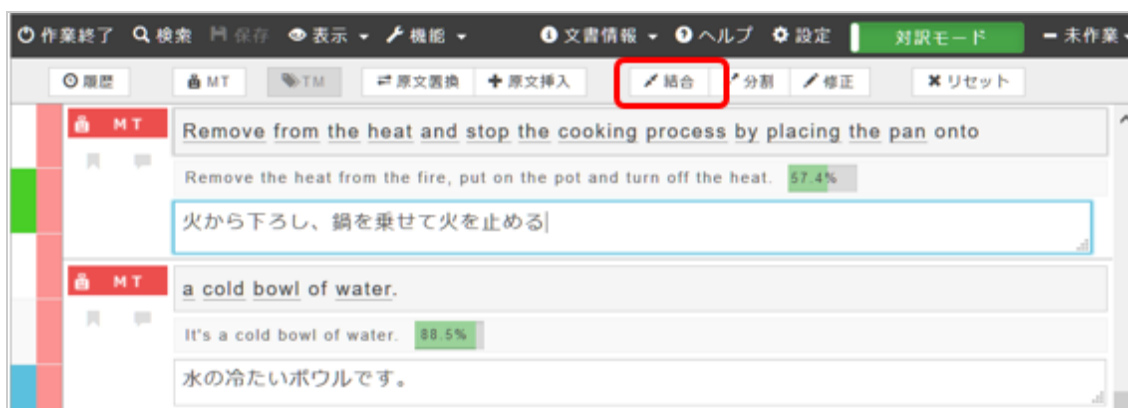 作業終了 検索 保存 表示 機能 文書情報 ヘルプ 設定 対訳モード 未作業
履歴 MT TM 原文置換 原文挿入 結合 分割 修正 リセット
MT Remove from the heat and stop the cooking process by placing the pan onto
Remove the heat from the fire, put on the pot and turn off the heat. 57.4%
火から下ろし、鍋を乗せて火を止める
MT a cold bowl of water.
It's a cold bowl of water. 88.5%
水の冷たいボウルです。